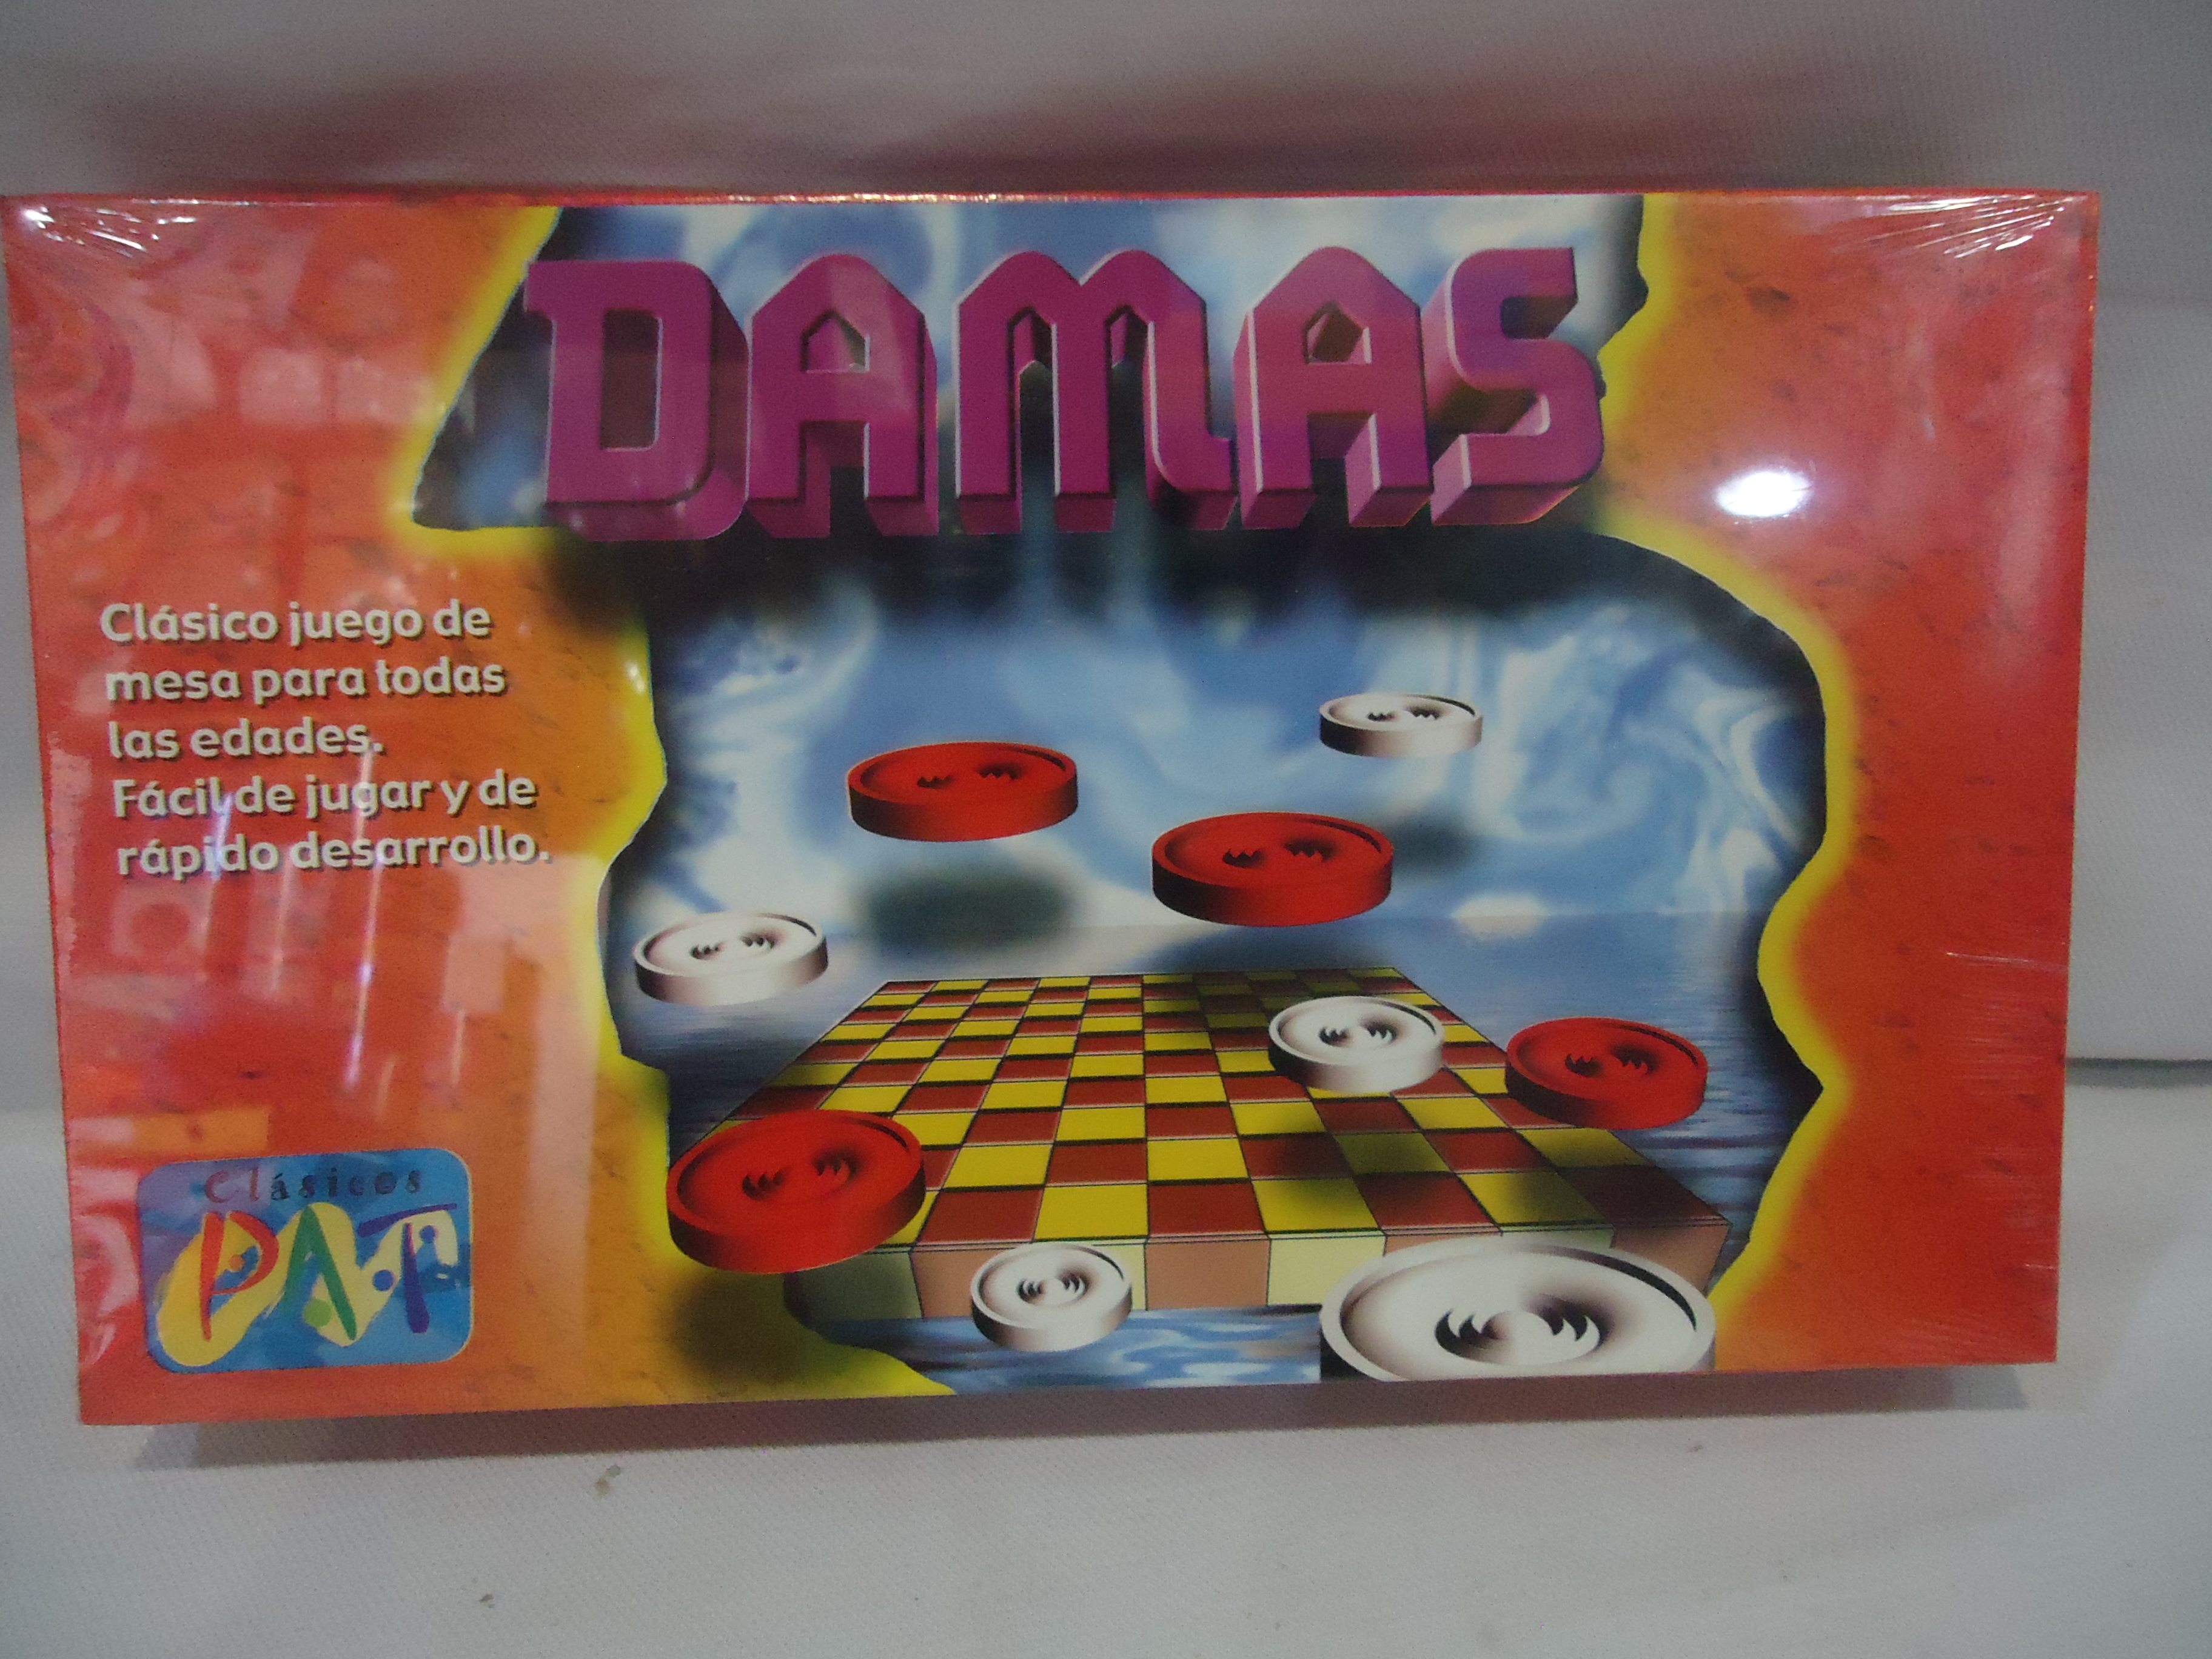 DAMAS
Clásico juego de
mesa para todas
las edades.
Fácil de jugar y de
rápido desarrollo.
Clásicos
PAT